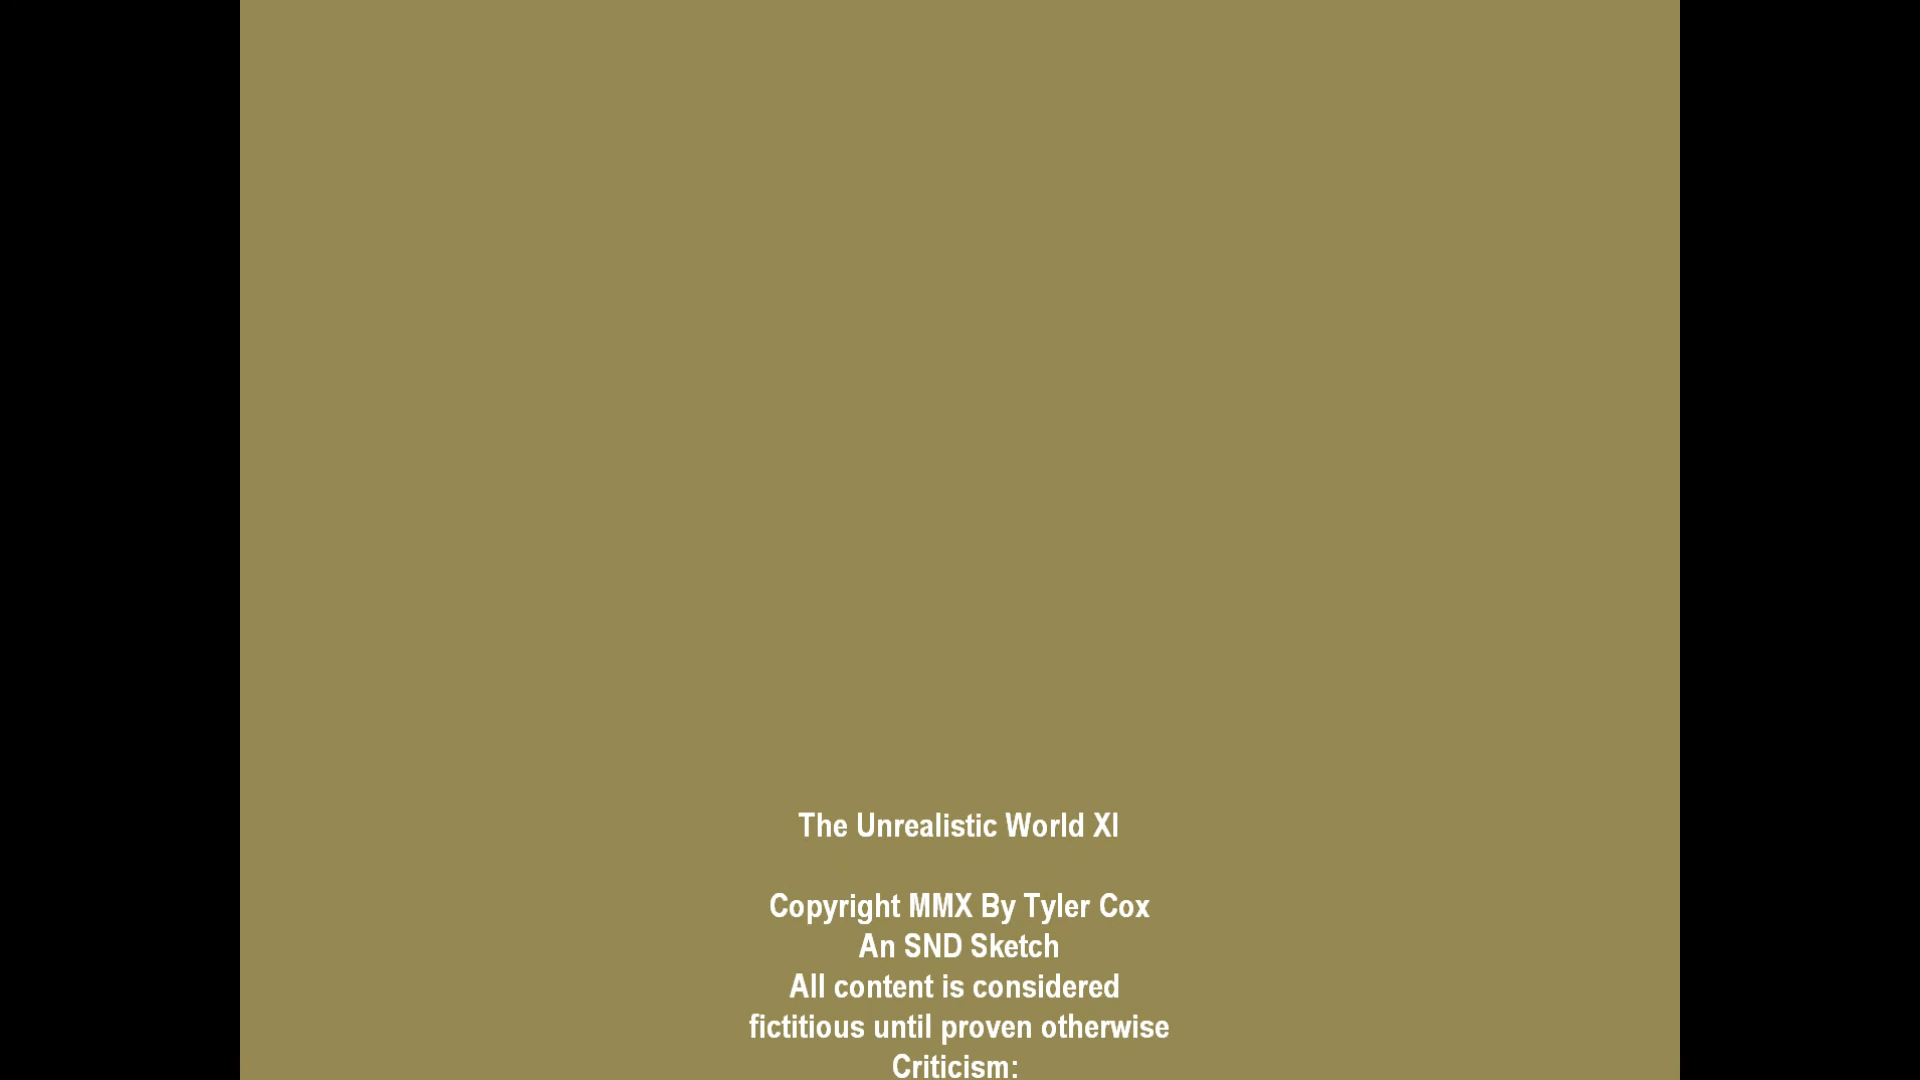 The Unrealistic World XI
Copyright MMX By Tyler Cox
An SND Sketch
All content is considered
fictitious until proven otherwise
Criticism: